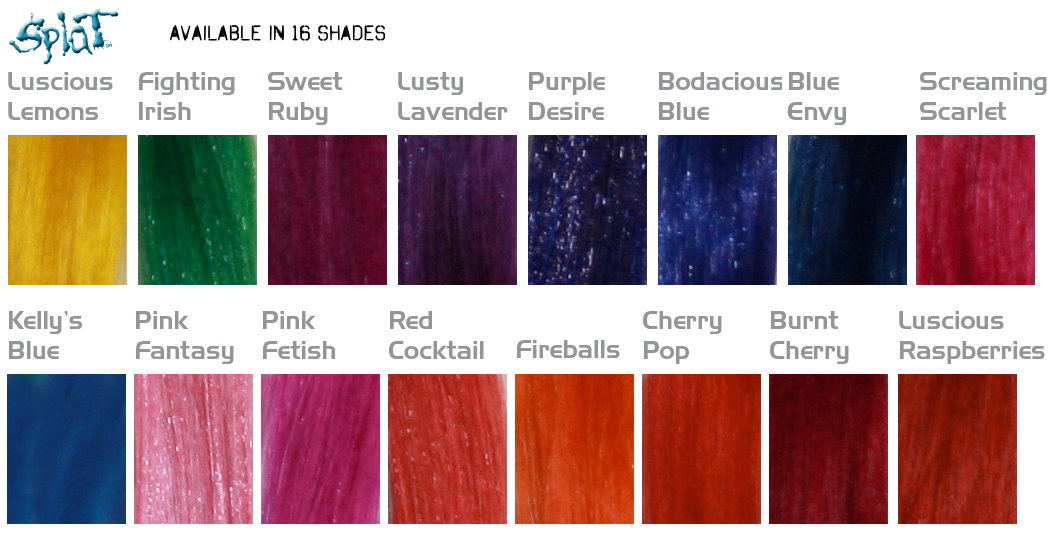 Splat
AVAILABLE IN 16 SHADES
Luscious Lemons
Fighting Irish
Sweet Ruby
Lusty Lavender
Purple Desire
Bodacious Blue
Blue Envy
Screaming Scarlet
Kelly's Blue
Pink Fantasy
Pink Fetish
Red Cocktail
Fireballs
Cherry Pop
Burnt Cherry
Luscious Raspberries